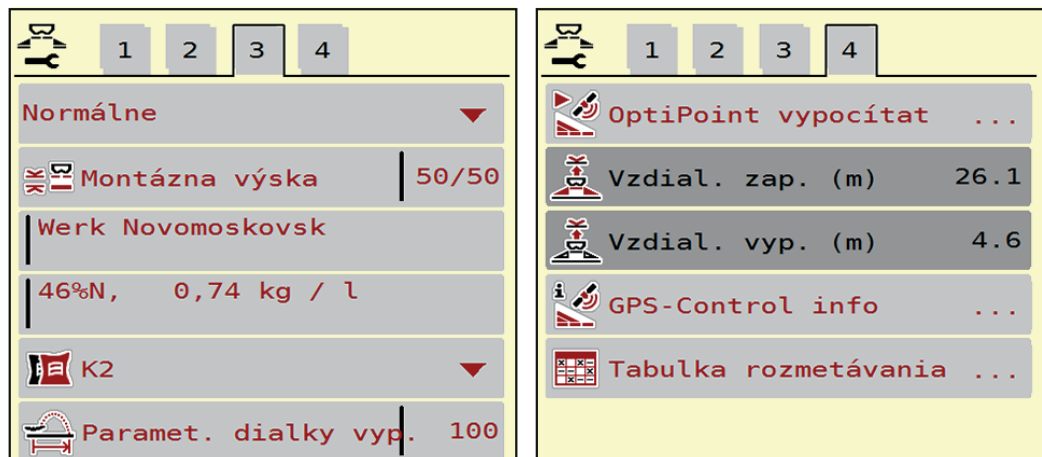 1 2 3 4
Normálne
Montázna výska 50/50
Werk Novomoskovsk
46%N, 0,74 kg / l
K2
Paramet. dialky vyp. 100
1 2 3 4
OptiPoint vypocítat ...
Vzdial. zap. (m) 26.1
Vzdial. vyp. (m) 4.6
GPS-Control info ...
Tabulka rozmetávania ...